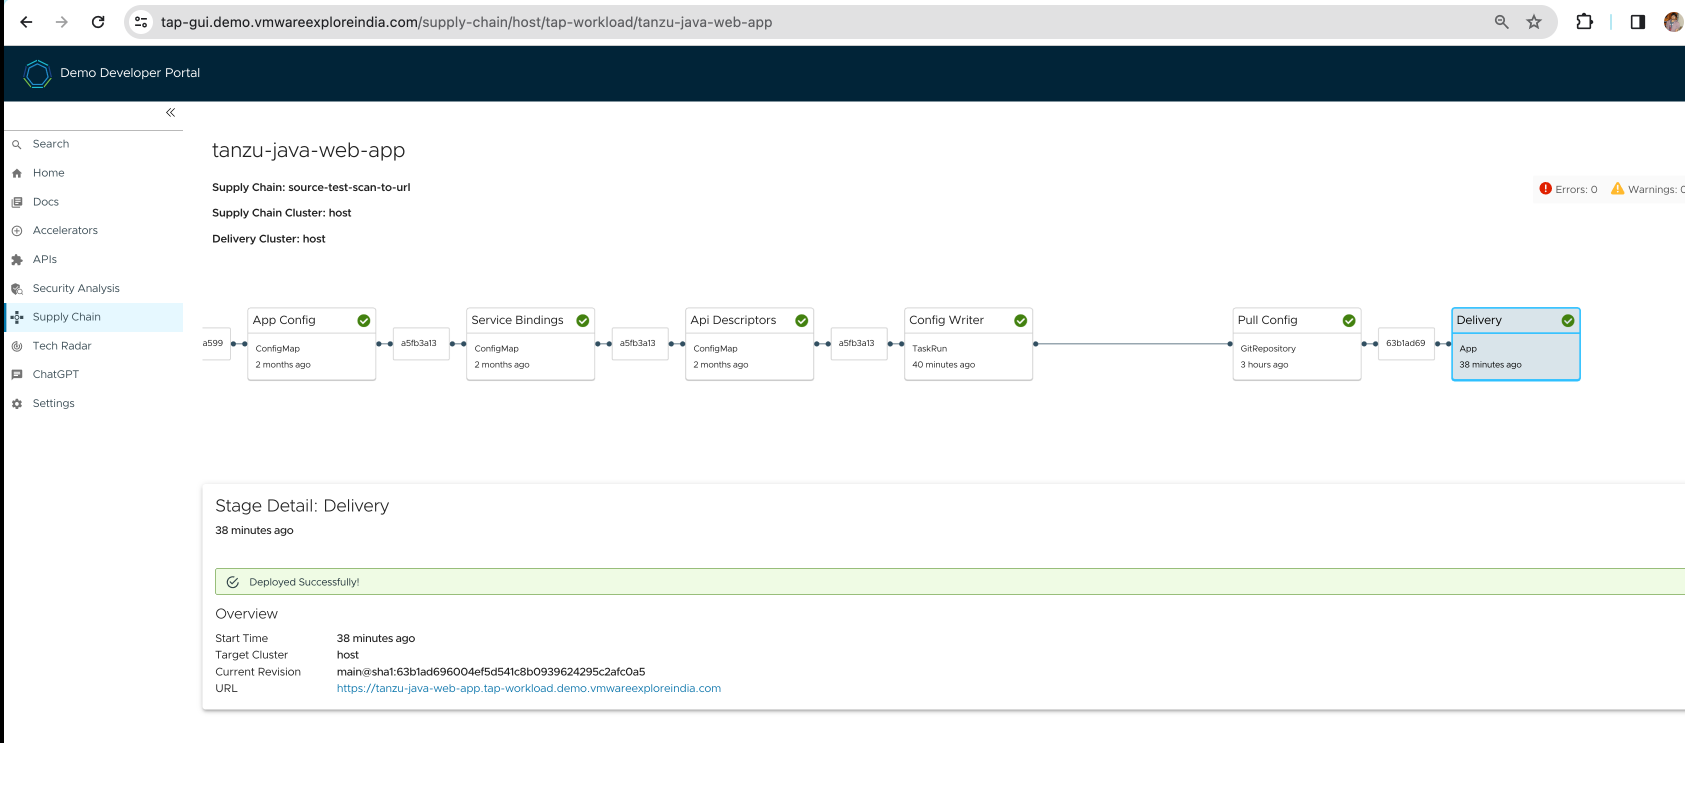 tap-gui.demo.vmwareexploreindia.com/supply-chain/host/tap-workload/tanzu-java-web-app
Demo Developer Portal
Search
Home
Docs
Accelerators
APIs
Security Analysis
Supply Chain
Tech Radar
ChatGPT
Settings
tanzu-java-web-app
Supply Chain: source-test-scan-to-url
Supply Chain Cluster: host
Delivery Cluster: host
Errors: 0 Warnings: 0
a599
App Config
ConfigMap
2 months ago
a5fb3a13
Service Bindings
ConfigMap
2 months ago
a5fb3a13
Api Descriptors
ConfigMap
2 months ago
a5fb3a13
Config Writer
TaskRun
40 minutes ago
Pull Config
GitRepository
3 hours ago
63b1ad69
Delivery
App
38 minutes ago
Stage Detail: Delivery
38 minutes ago
Deployed Successfully!
Overview
Start Time 38 minutes ago
Target Cluster host
Current Revision main@sha1:63b1ad696004ef5d541c8b0939624295c2afc0a5
URL https://tanzu-java-web-app.tap-workload.demo.vmwareexploreindia.com